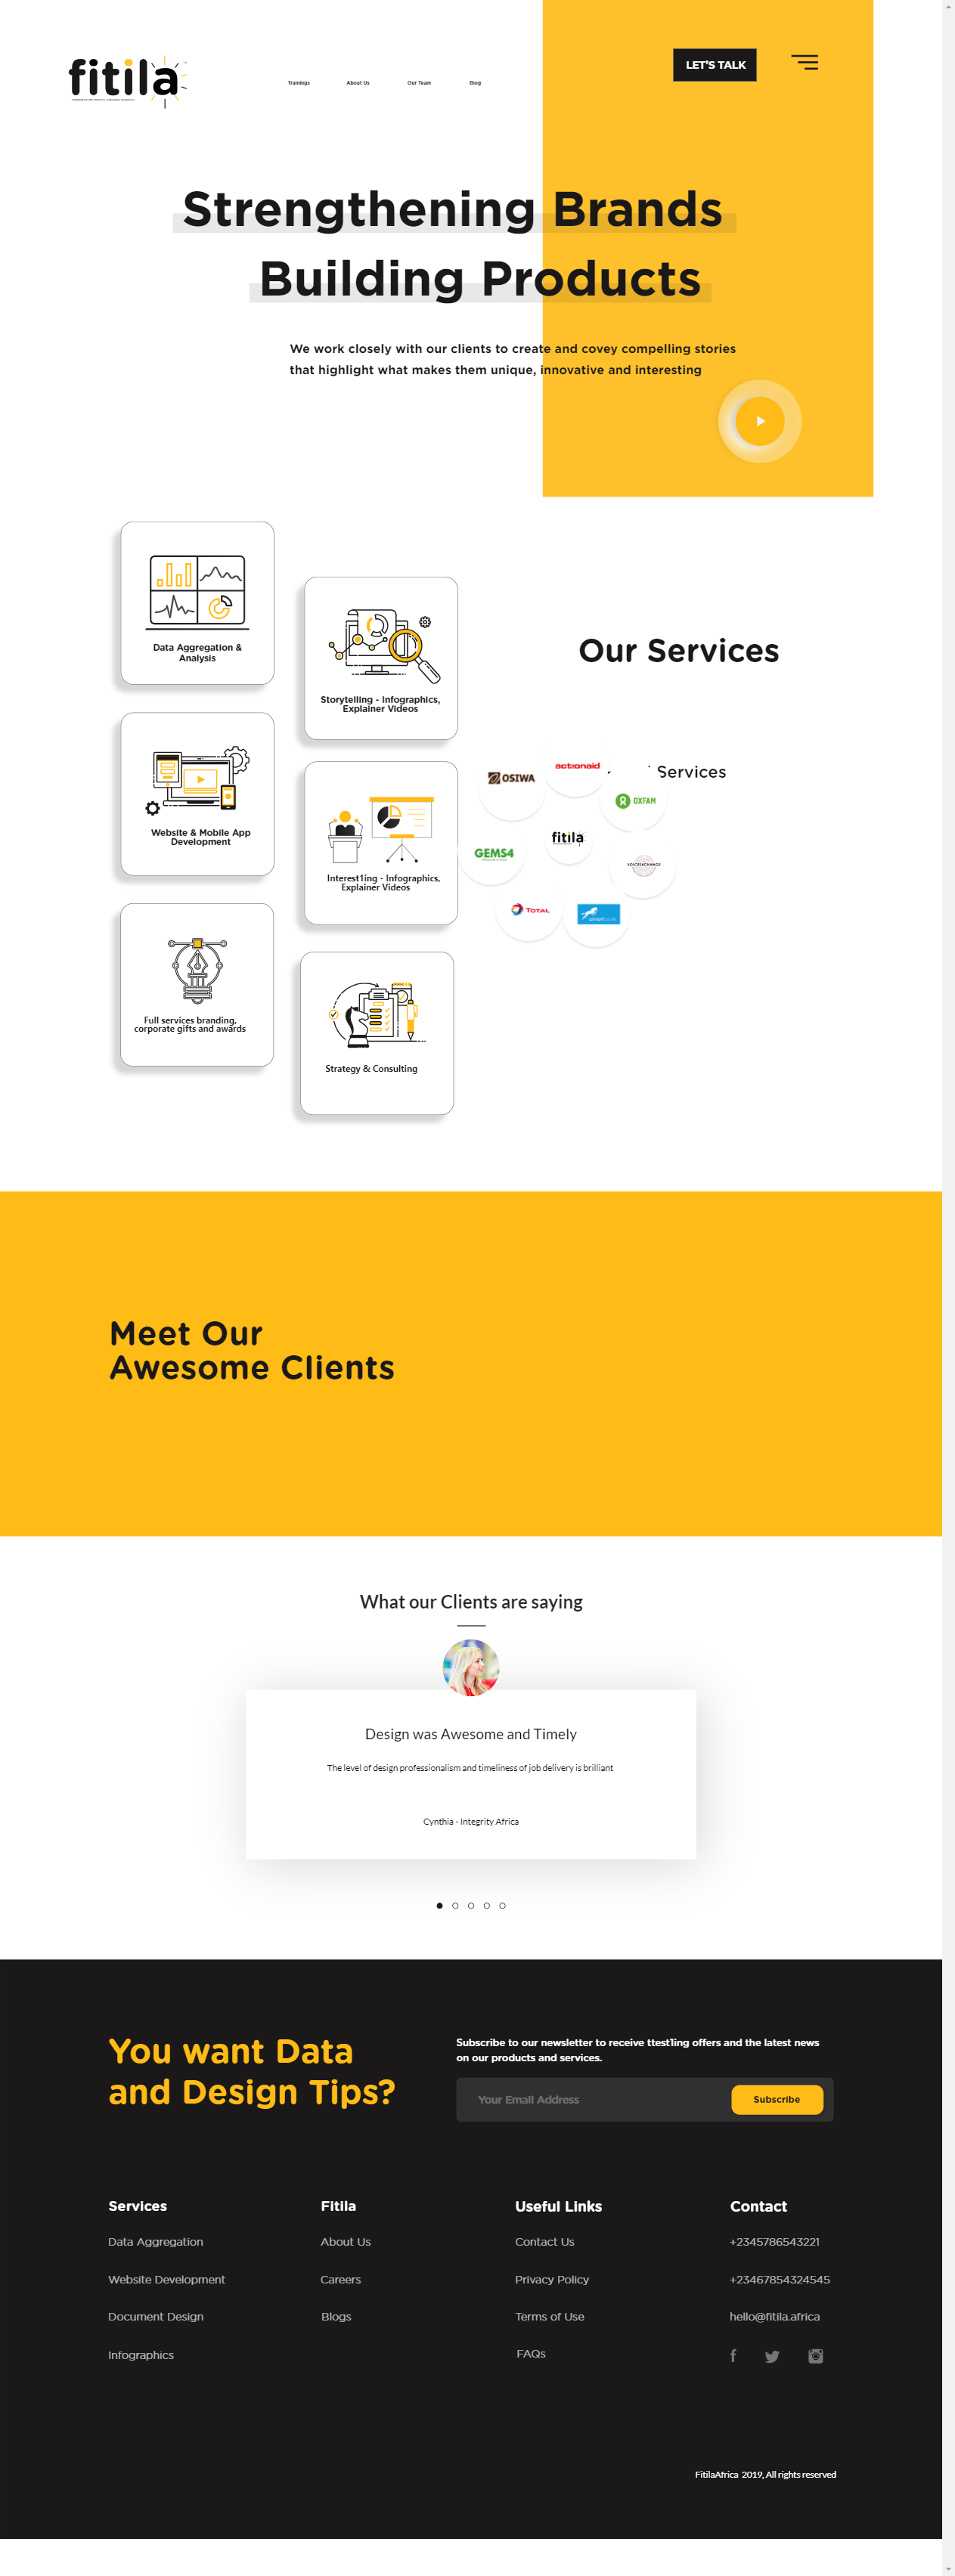 fitila
Trainings
About Us
Our Team
Blog
LET'S TALK
Strengthening Brands
Building Products
We work closely with our clients to create and covey compelling stories
that highlight what makes them unique, innovative and interesting
Data Aggregation &
Analysis
Storytelling - Infographics,
Explainer Videos
Our Services
Website & Mobile App
Development
OSIWA
act!onaid
Services
OXFAM
fitila
GEMS4
VOICES4CHANGE
Interest1ing - Infographics,
Explainer Videos
TOTAL
Full services branding,
corporate gifts and awards
Strategy & Consulting
Meet Our
Awesome Clients
What our Clients are saying
Design was Awesome and Timely
The level of design professionalism and timeliness of job delivery is brilliant
Cynthia - Integrity Africa
You want Data
and Design Tips?
Subscribe to our newsletter to receive ttest1ing offers and the latest news
on our products and services.
Your Email Address
Subscribe
Services
Data Aggregation
Website Development
Document Design
Infographics
Fitila
About Us
Careers
Blogs
Useful Links
Contact Us
Privacy Policy
Terms of Use
FAQs
Contact
+2345786543221
+23467854324545
hello@fitila.africa
FitilaAfrica 2019, All rights reserved